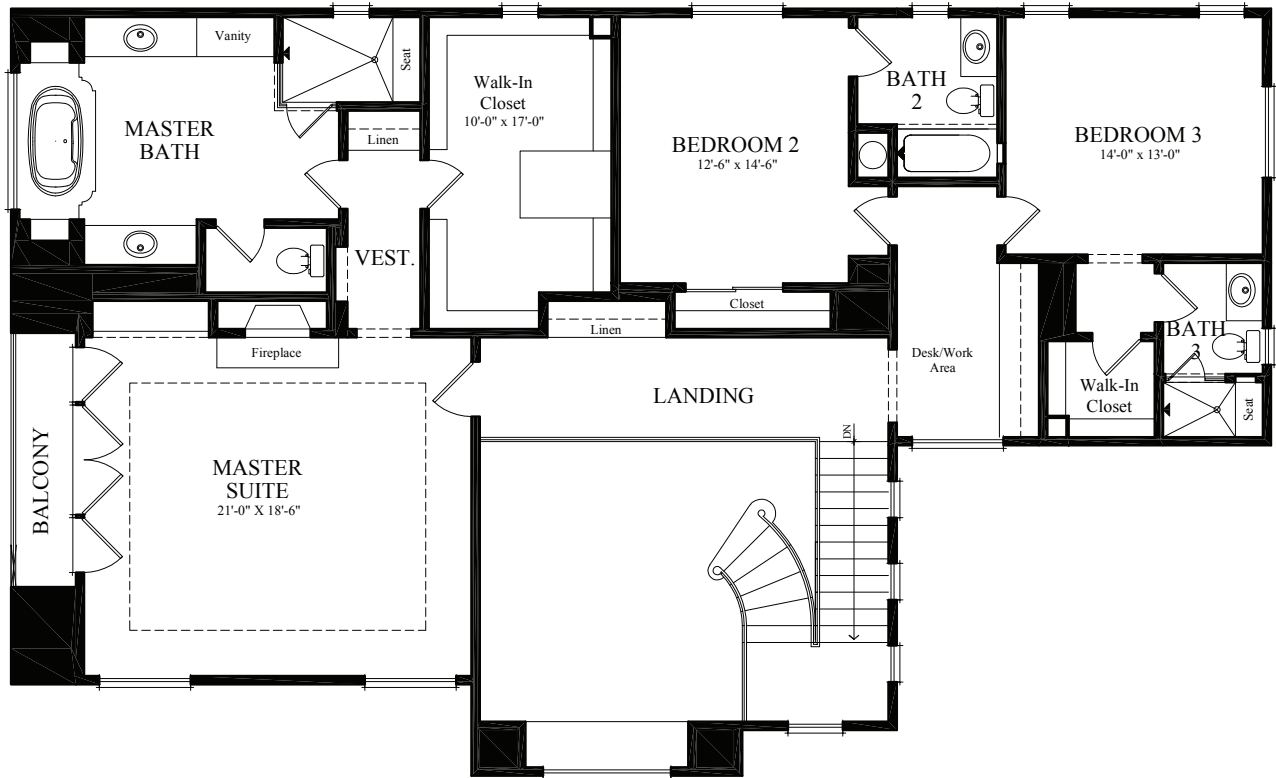 Vanity
Seat
Walk-In
Closet
10'-0" x 17'-0"
BATH
2
MASTER
BATH
Linen
BEDROOM 2
12'-6" x 14'-6"
BEDROOM 3
14'-0" x 13'-0"
VEST.
Closet
Linen
Fireplace
BATH
3
Desk/Work
Area
Walk-In
Closet
Seat
LANDING
DN
BALCONY
MASTER
SUITE
21'-0" X 18'-6"